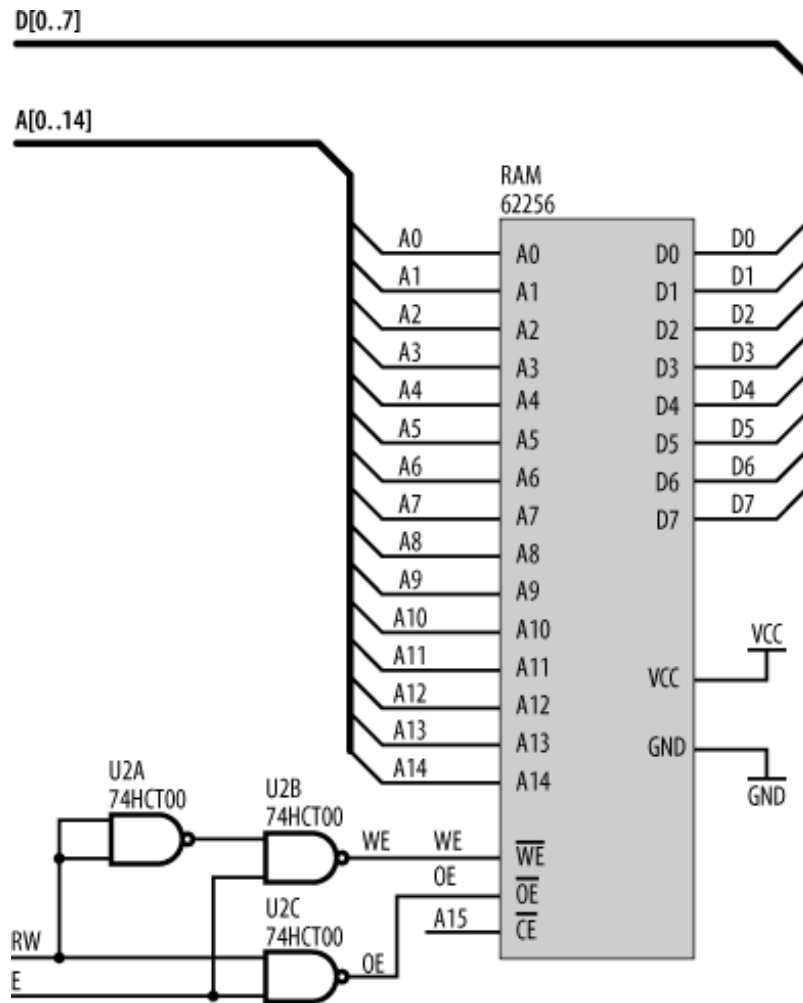 D[0..7]
A[0..14]
RAM
62256
A0 A0 D0 D0
A1 A1 D1 D1
A2 A2 D2 D2
A3 A3 D3 D3
A4 A4 D4 D4
A5 A5 D5 D5
A6 A6 D6 D6
A7 A7 D7 D7
A8 A8
A9 A9
A10 A10
A11 A11
VCC
A12 A12 VCC
A13 A13 GND
A14 A14
GND
U2A
74HCT00
U2B
74HCT00
WE WE WE
OE OE
A15 CE
U2C
74HCT00
RW
OE
E